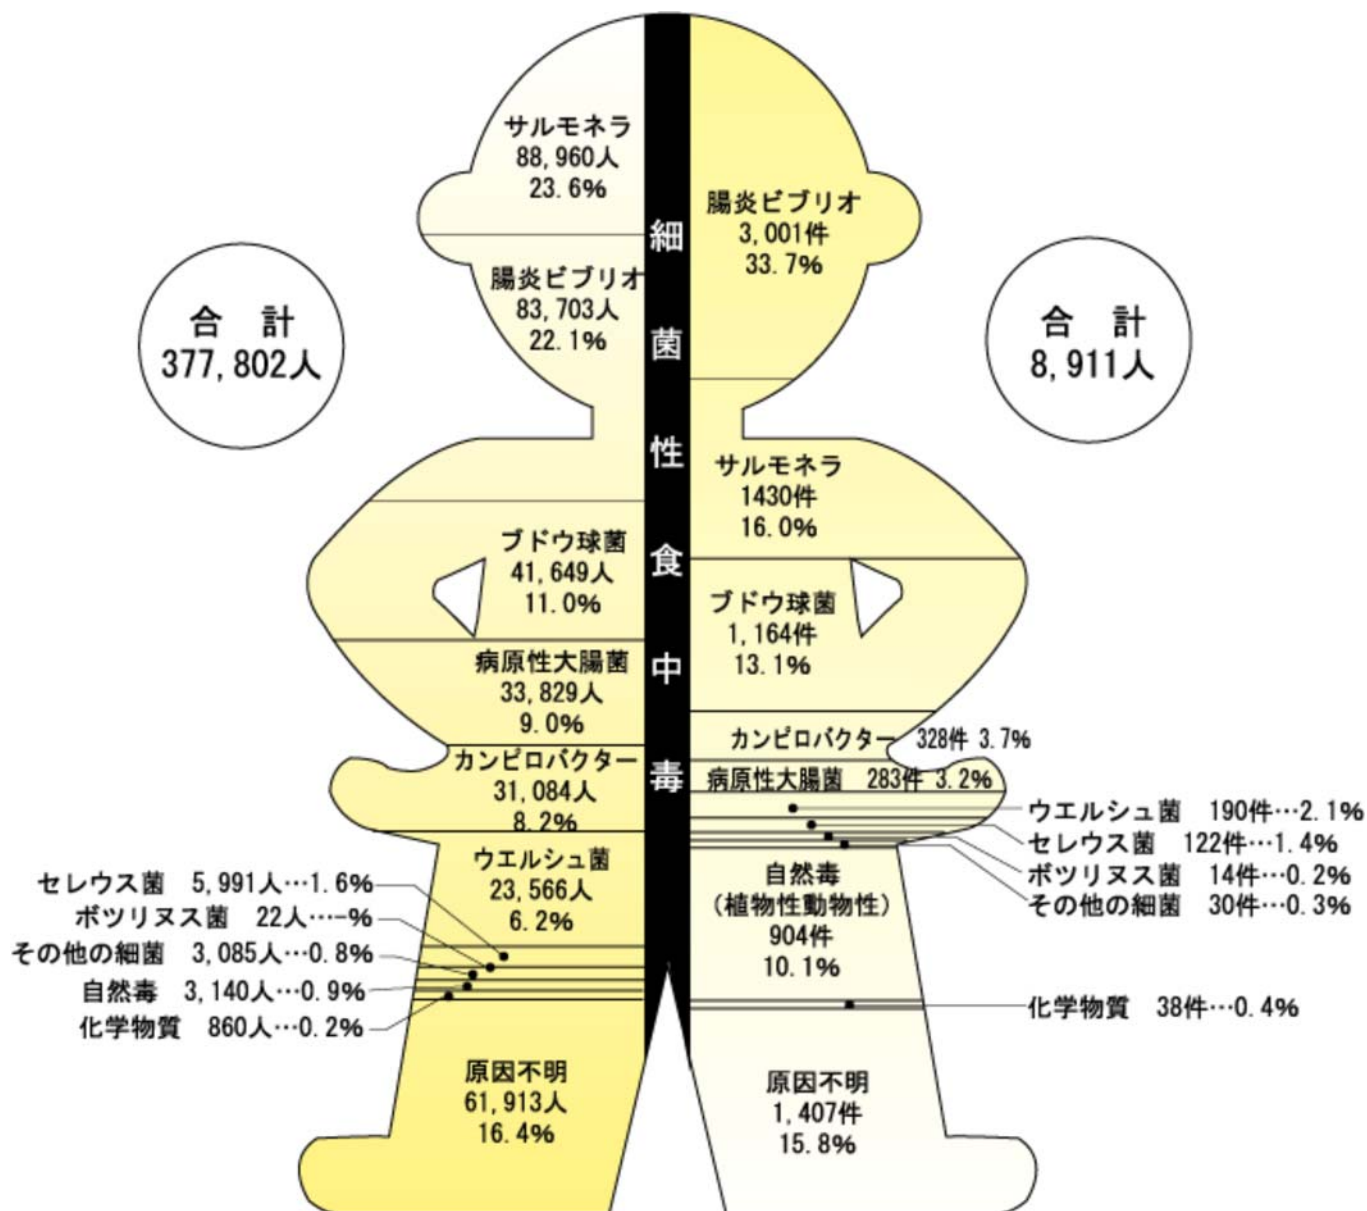 サルモネラ
88,960人
23.6%
腸炎ビブリオ
83,703人
22.1%
合 計
377,802人
ブドウ球菌
41,649人
11.0%
病原性大腸菌
33,829人
9.0%
カンピロバクター
31,084人
8.2%
ウエルシュ菌
23,566人
6.2%
セレウス菌 5,991人…1.6%
ボツリヌス菌 22人…-%
その他の細菌 3,085人…0.8%
自然毒 3,140人…0.9%
化学物質 860人…0.2%
原因不明
61,913人
16.4%
細菌性食中毒
腸炎ビブリオ
3,001件
33.7%
合 計
8,911人
サルモネラ
1430件
16.0%
ブドウ球菌
1,164件
13.1%
カンピロバクター 328件 3.7%
病原性大腸菌 283件 3.2%
ウエルシュ菌 190件…2.1%
セレウス菌 122件…1.4%
ボツリヌス菌 14件…0.2%
その他の細菌 30件…0.3%
自然毒
(植物性動物性)
904件
10.1%
化学物質 38件…0.4%
原因不明
1,407件
15.8%